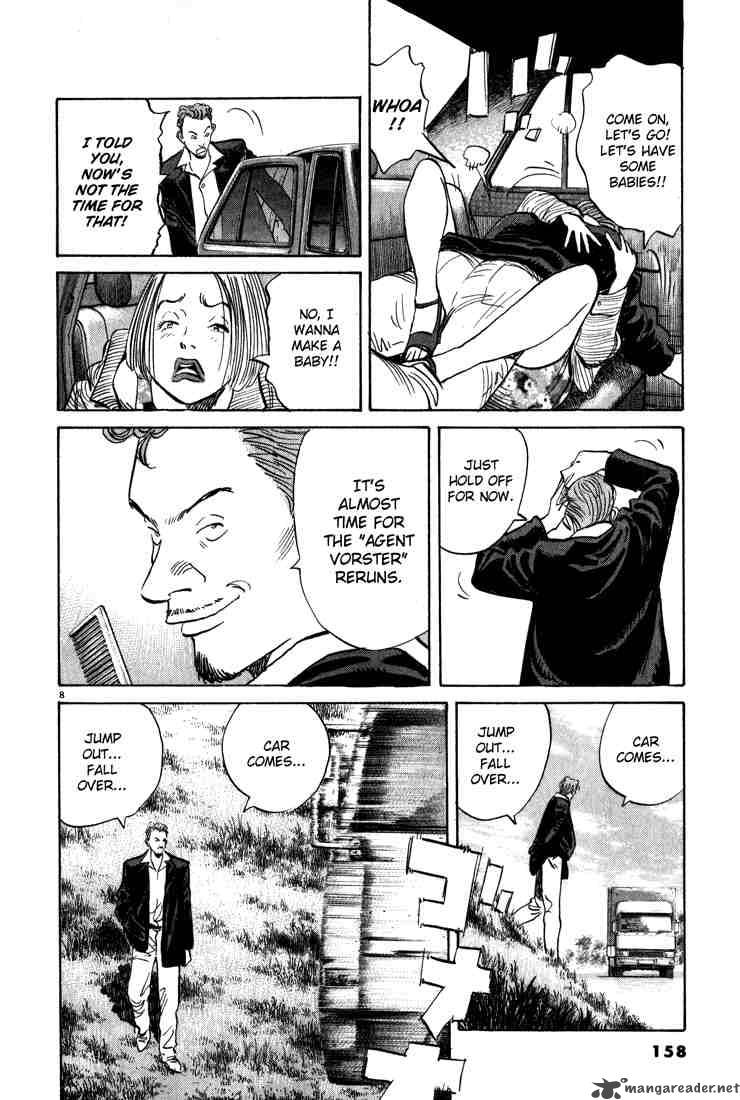 COME ON,
LET'S GO!
LET'S HAVE
SOME
BABIES!!
WHOA
!!
I TOLD
YOU,
NOW'S
NOT THE
TIME FOR
THAT!
NO, I
WANNA
MAKE A
BABY!!
JUST
HOLD OFF
FOR NOW.
IT'S
ALMOST
TIME FOR
THE "AGENT
VORSTER"
RERUNS.
8
CAR
COMES...
JUMP
OUT...
FALL
OVER...
CAR
COMES...
JUMP
OUT...
FALL
OVER...
ゴオ
158
mangareader.net